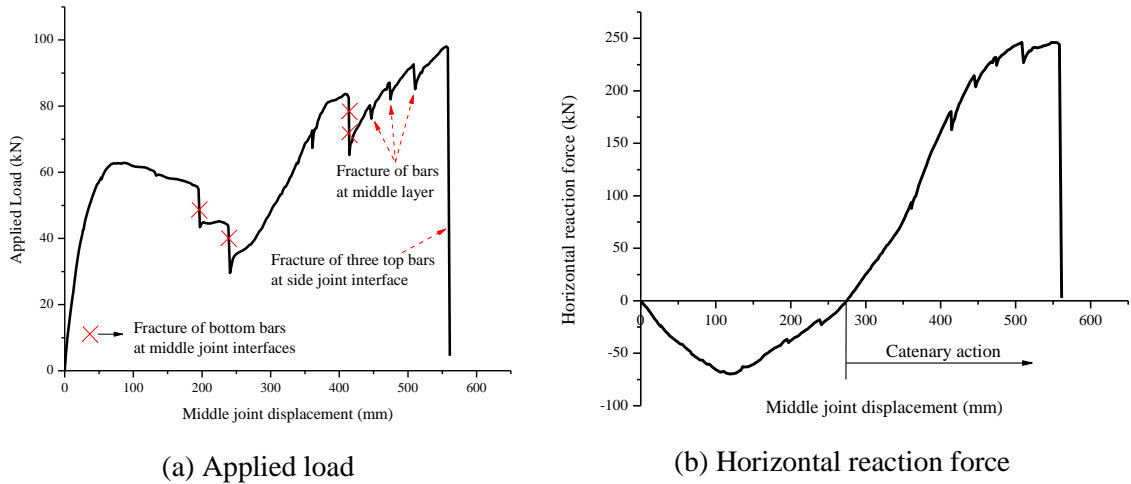 100
80
60
40
20
0
Applied Load (kN)
Fracture of bars
at middle layer
Fracture of three top bars
at side joint interface
Fracture of bottom bars
at middle joint interfaces
0 100 200 300 400 500 600
Middle joint displacement (mm)
(a) Applied load
250
200
150
100
50
0
-50
-100
Horizontal reaction force (kN)
0 100 200 300 400 500 600
Catenary action
Middle joint displacement (mm)
(b) Horizontal reaction force